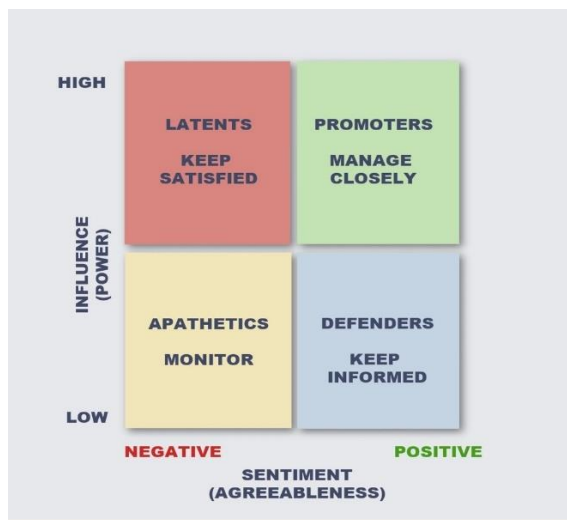 HIGH
LATENTS
KEEP
SATISFIED
PROMOTERS
MANAGE
CLOSELY
INFLUENCE
(POWER)
APATHETICS
MONITOR
DEFENDERS
KEEP
INFORMED
LOW
NEGATIVE
POSITIVE
SENTIMENT
(AGREEABLENESS)